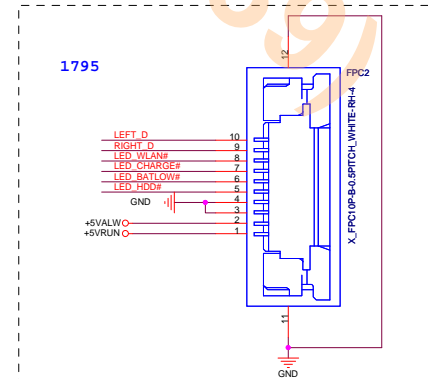 1795
12
FPC2
X_FPC10P-B-0.5PITCH_WHITE-RH-4
LEFT_D 10
RIGHT_D 9
LED_WLAN# 8
LED_CHARGE# 7
LED_BATLOW# 6
LED_HDD# 5
GND 4
3
+5VALW 2
+5VRUN 1
11
GND